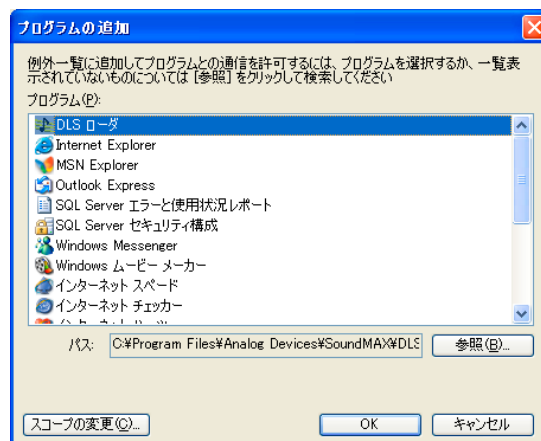 プログラムの追加
例外一覧に追加してプログラムとの通信を許可するには、プログラムを選択するか、一覧表
示されていないものについては [参照] をクリックして検索してください
プログラム(P):
DLS ローダ
Internet Explorer
MSN Explorer
Outlook Express
SQL Server エラーと使用状況レポート
SQL Server セキュリティ構成
Windows Messenger
Windows ムービー メーカー
インターネット スペード
インターネット チェッカー
パス: C:¥Program Files¥Analog Devices¥SoundMAX¥DLS 参照(B)...
スコープの変更(C)... OK キャンセル